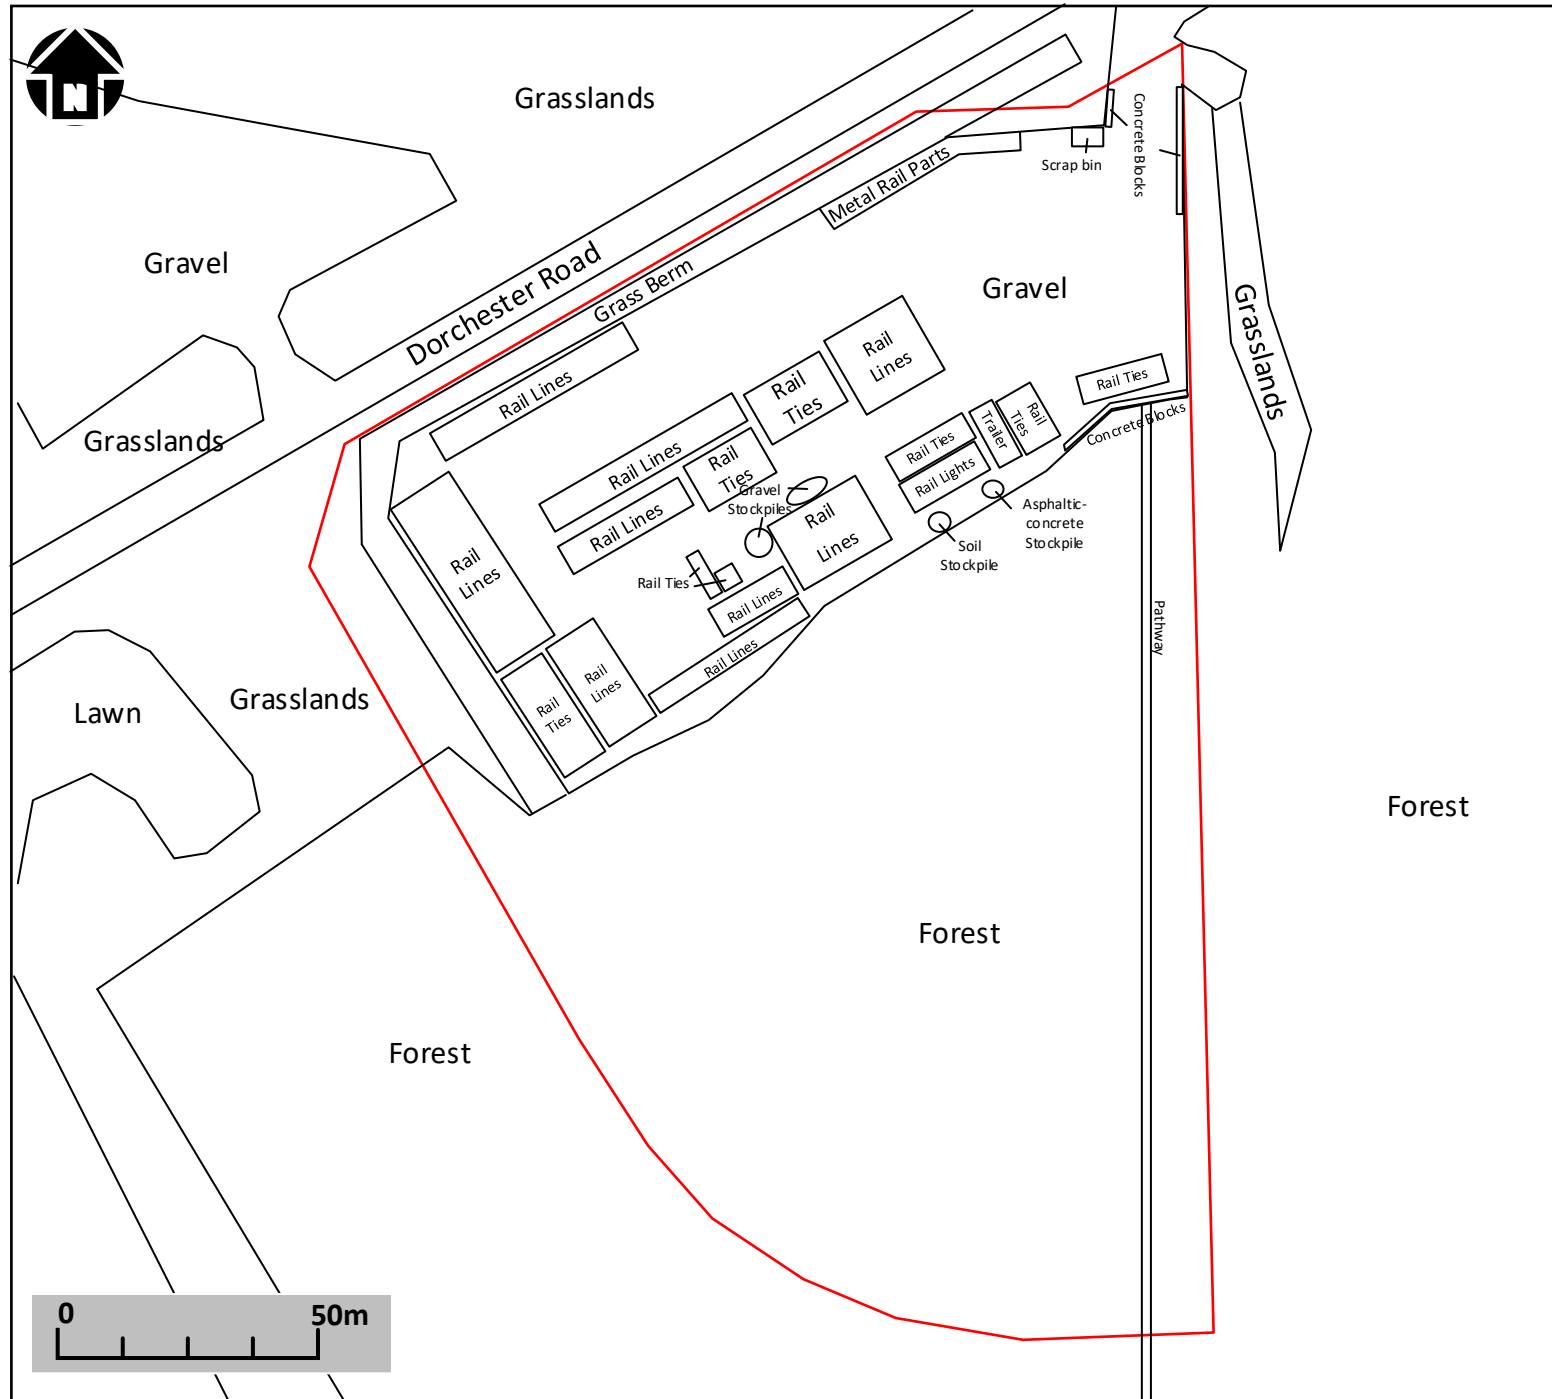 N
Grasslands
Gravel
Grasslands
Dorchester Road
Grass Berm
Metal Rail Parts
Scrap bin
Concrete Blocks
Gravel
Grasslands
Rail Lines
Rail
Lines
Rail
Ties
Rail Lines
Rail
Ties
Rail Lines
Rail Ties
Rail Lights
Trailer
Rail
Ties
Rail Ties
Concrete Blocks
Gravel
Stockpiles
Rail
Lines
Asphaltic-
concrete
Stockpile
Soil
Stockpile
Rail
Lines
Rail Ties
Rail Lines
Rail Lines
Rail
Lines
Rail
Ties
Pathway
Lawn
Grasslands
Forest
Forest
Forest
0 50m